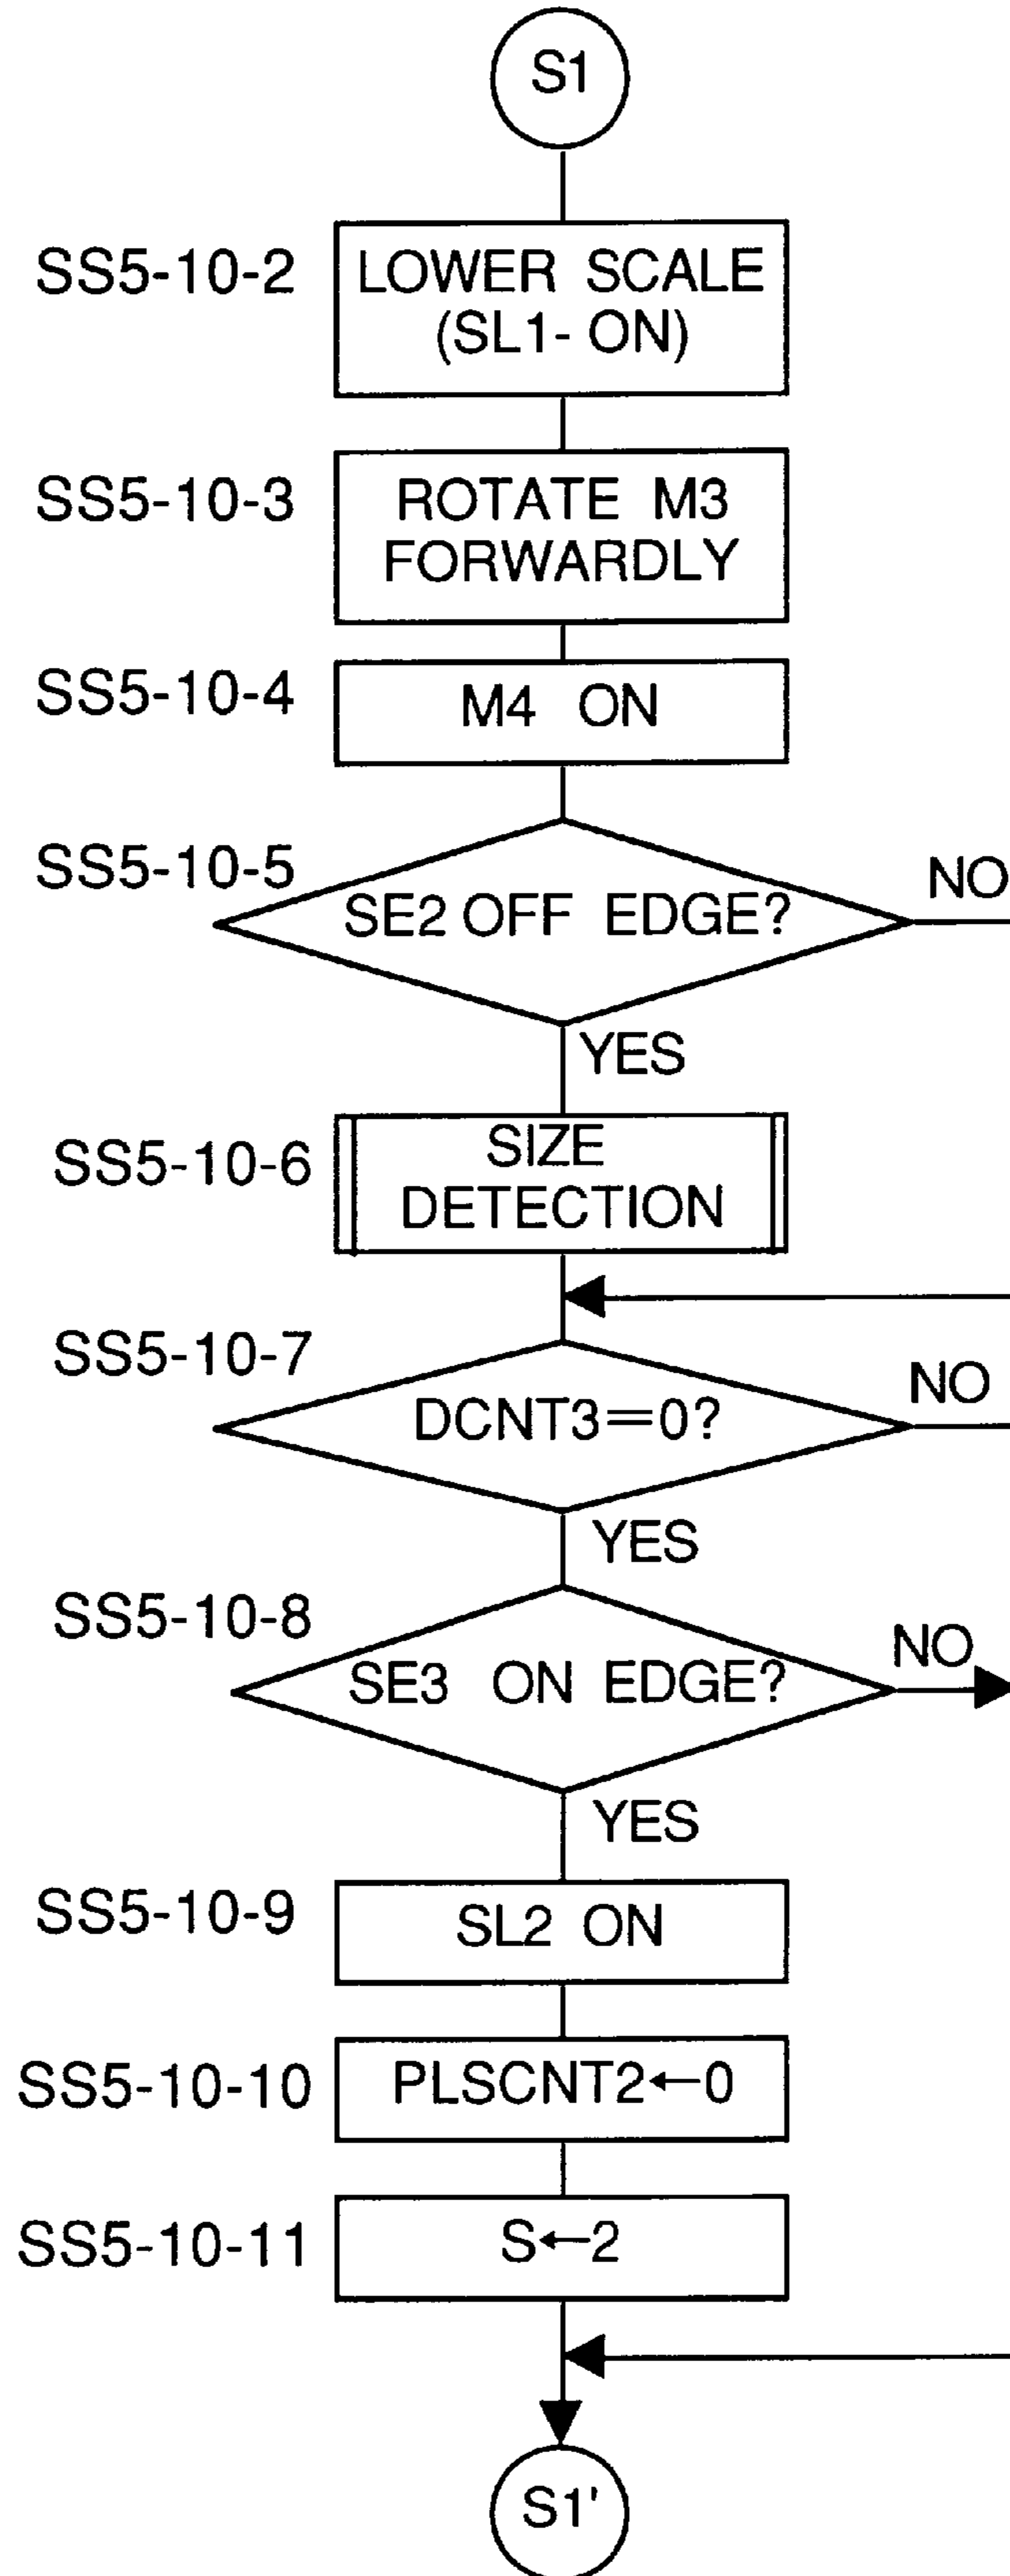 S1
SS5-10-2
LOWER SCALE
(SL1- ON)
SS5-10-3
ROTATE M3
FORWARDLY
SS5-10-4
M4 ON
SS5-10-5
SE2 OFF EDGE?
NO
YES
SS5-10-6
SIZE
DETECTION
SS5-10-7
DCNT3=0?
NO
YES
SS5-10-8
SE3 ON EDGE?
NO
YES
SS5-10-9
SL2 ON
SS5-10-10
PLSCNT2←0
SS5-10-11
S←2
S1'